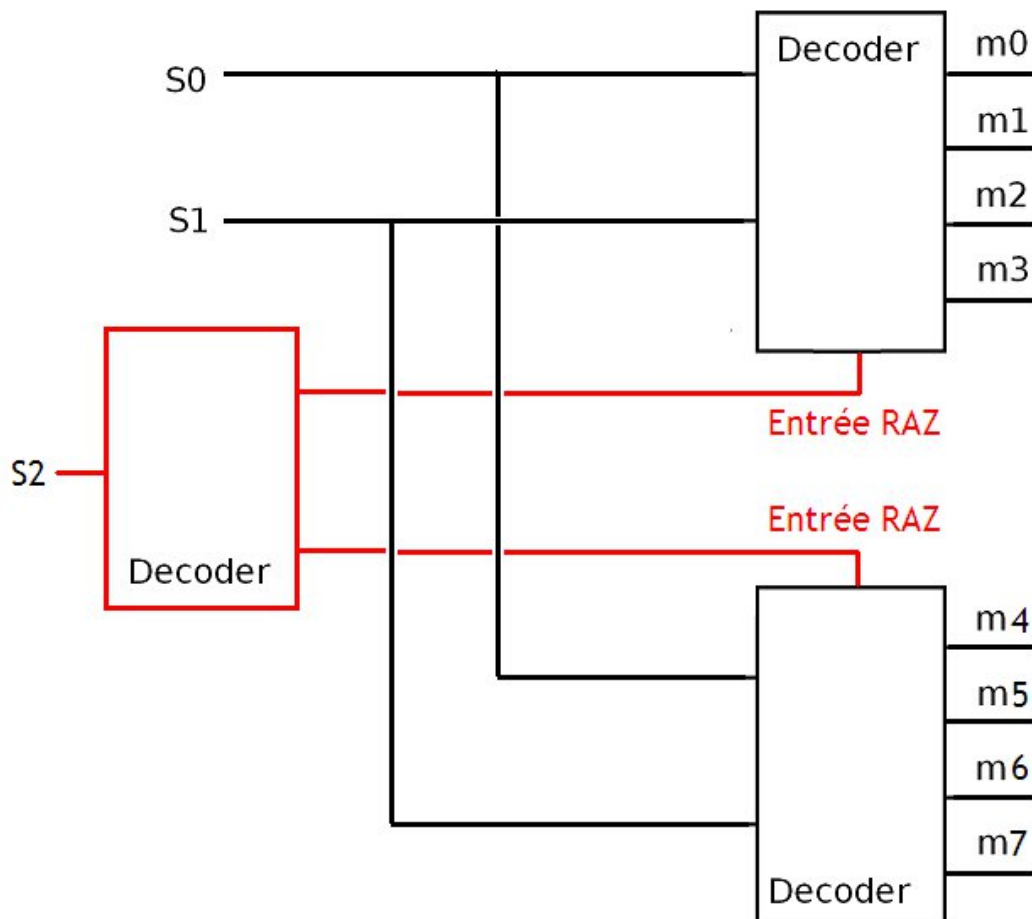 Decoder
m0
S0
m1
m2
S1
m3
Entrée RAZ
S2
Entrée RAZ
Decoder
m4
m5
m6
m7
Decoder